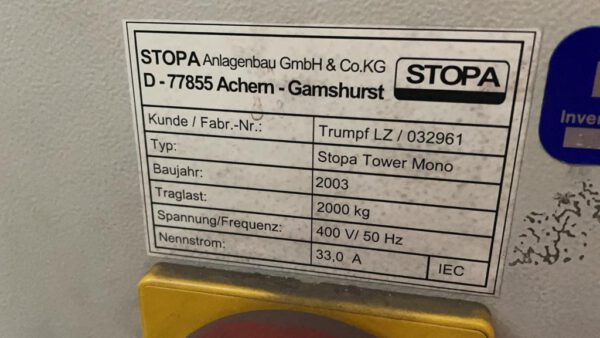 STOPA Anlagenbau GmbH & Co.KG
D - 77855 Achern - Gamshurst
STOPA
Kunde / Fabr.-Nr.: Trumpf LZ / 032961
Typ: Stopa Tower Mono
Baujahr: 2003
Traglast: 2000 kg
Spannung/Frequenz: 400 V/ 50 Hz
Nennstrom: 33,0 A IEC